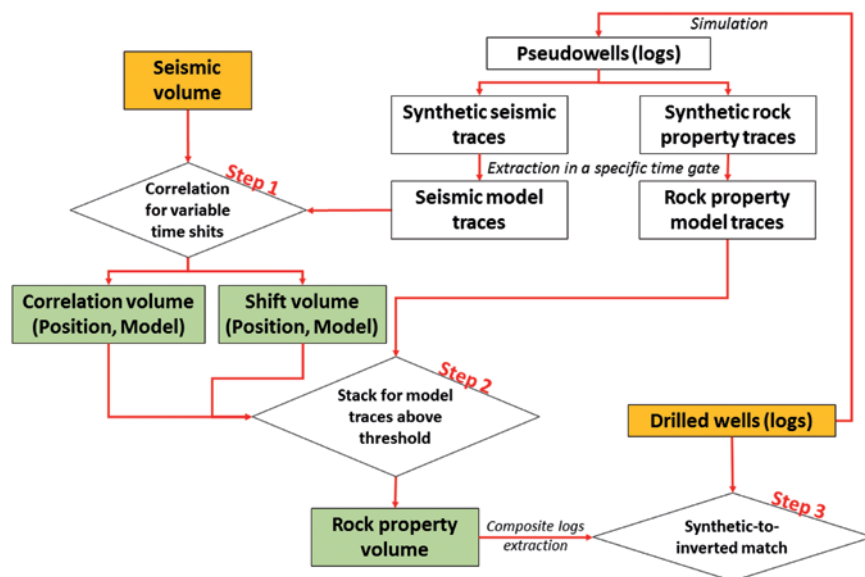 Simulation
Pseudowells (logs)
Seismic
volume
Synthetic seismic
traces
Synthetic rock
property traces
Extraction in a specific time gate
Step 1
Correlation
for variable
time shits
Seismic model
traces
Rock property
model traces
Correlation volume
(Position, Model)
Shift volume
(Position, Model)
Step 2
Stack for model
traces above
threshold
Drilled wells (logs)
Step 3
Rock property
volume
Composite logs
extraction
Synthetic-to-
inverted match